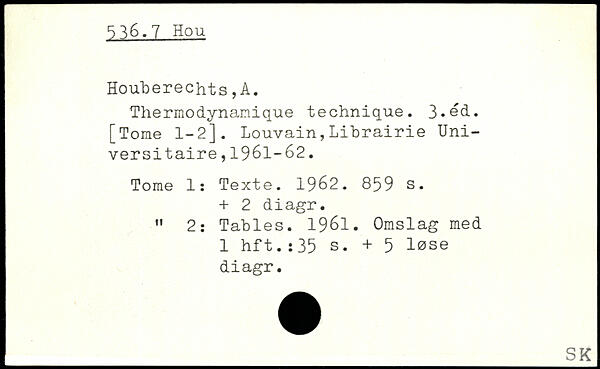 536.7 Hou
Houberechts,A.
Thermodynamique technique. 3.éd.
[Tome 1-2]. Louvain,Librairie Uni-
versitaire,1961-62.
Tome 1: Texte. 1962. 859 s.
+ 2 diagr.
" 2: Tables. 1961. Omslag med
1 hft.:35 s. + 5 løse
diagr.
SK